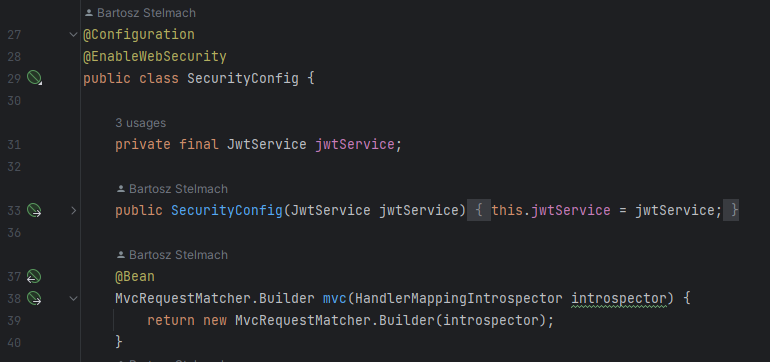 Bartosz Stelmach
27 @Configuration
28 @EnableWebSecurity
29 public class SecurityConfig {
30
3 usages
31 private final JwtService jwtService;
32
Bartosz Stelmach
33 public SecurityConfig(JwtService jwtService) { this.jwtService = jwtService; }
36
Bartosz Stelmach
37 @Bean
38 MvcRequestMatcher.Builder mvc(HandlerMappingIntrospector introspector) {
39 return new MvcRequestMatcher.Builder(introspector);
40 }
Bartosz Stelmach